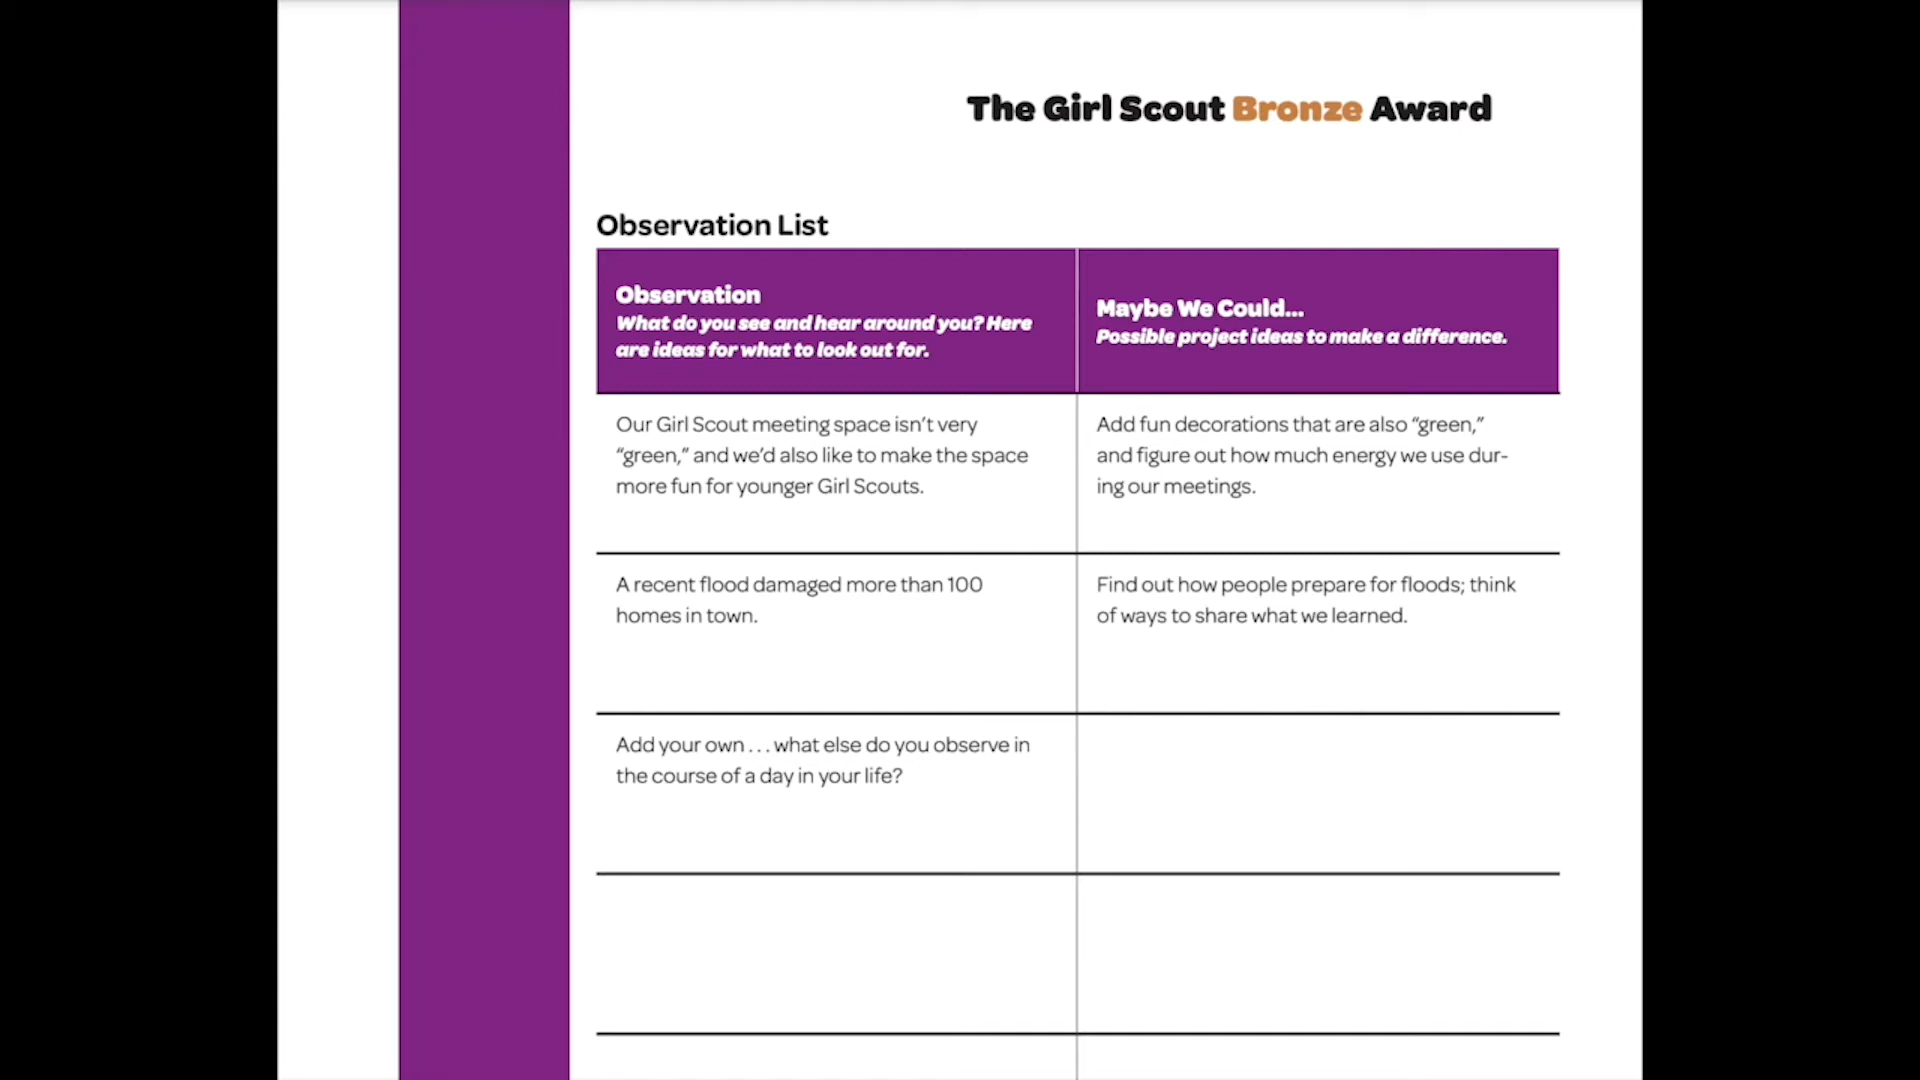 The Girl Scout Bronze Award
Observation List
Observation
What do you see and hear around you? Here
are ideas for what to look out for.
Maybe We Could...
Possible project ideas to make a difference.
Our Girl Scout meeting space isn’t very
“green,” and we’d also like to make the space
more fun for younger Girl Scouts.
Add fun decorations that are also “green,”
and figure out how much energy we use dur-
ing our meetings.
A recent flood damaged more than 100
homes in town.
Find out how people prepare for floods; think
of ways to share what we learned.
Add your own . . . what else do you observe in
the course of a day in your life?